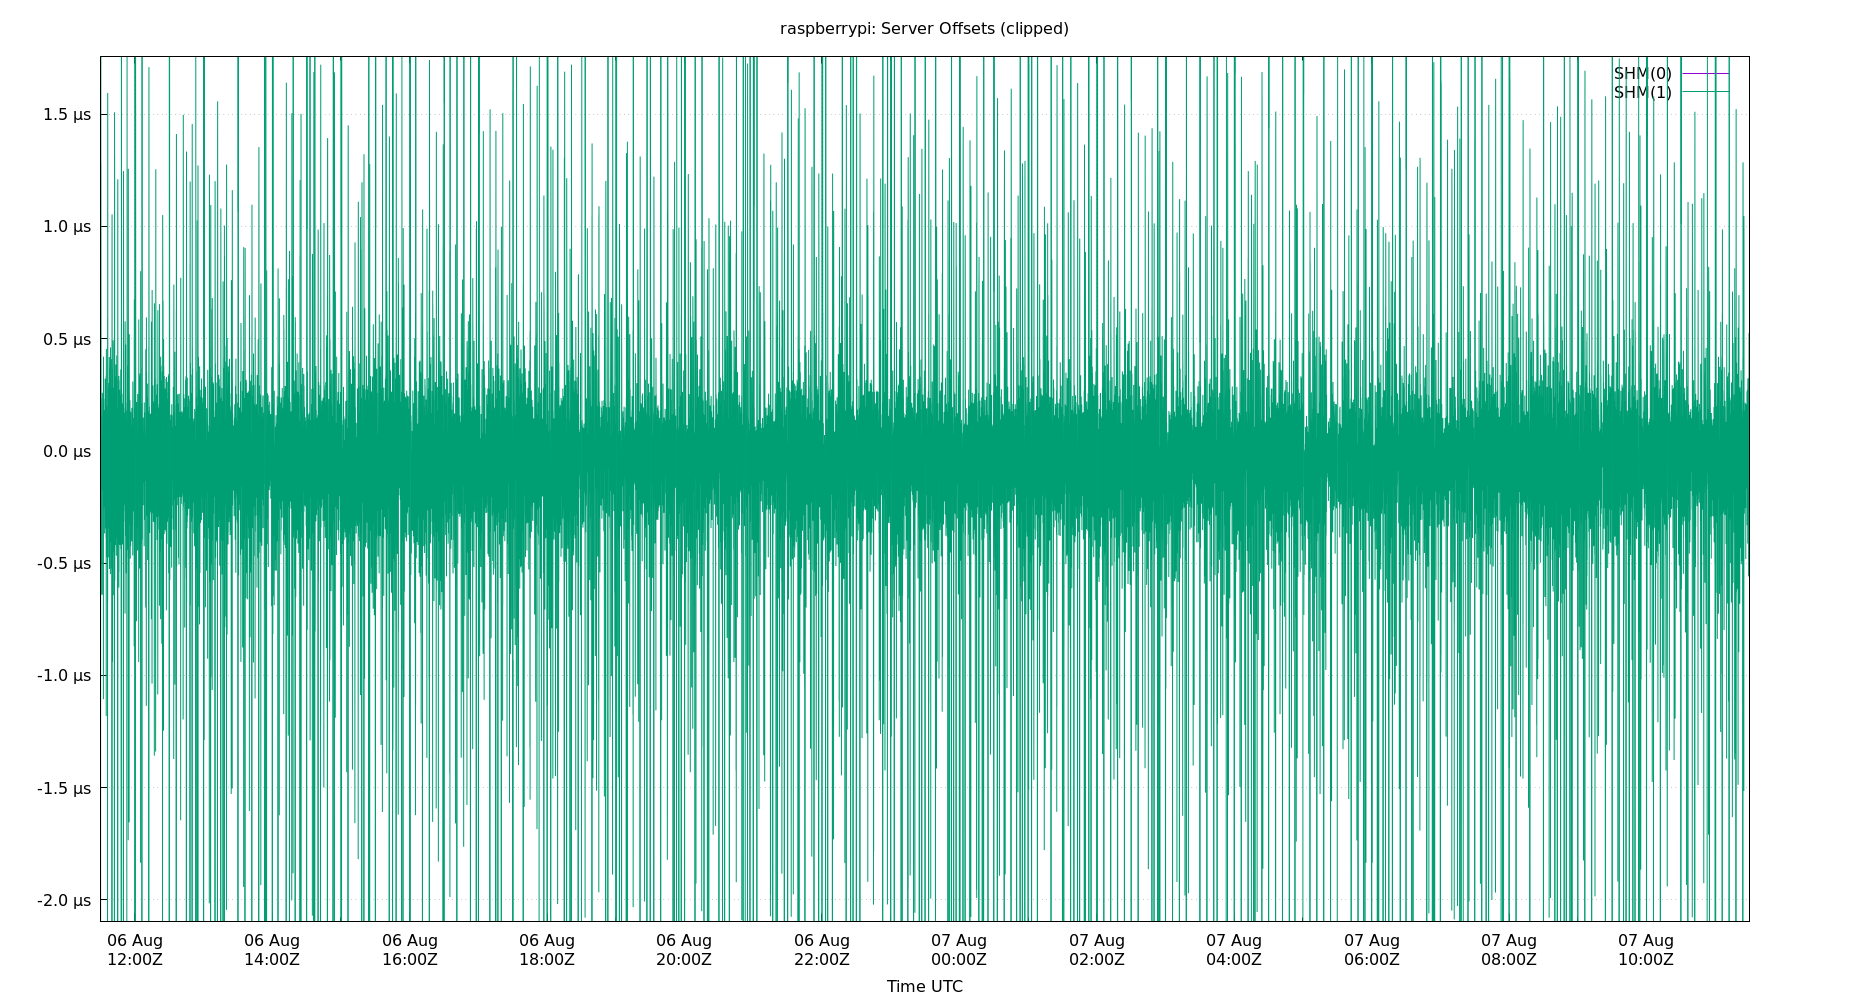 raspberrypi: Server Offsets (clipped)
SHM(0)
SHM(1)
1.5 µs
1.0 µs
0.5 µs
0.0 µs
-0.5 µs
-1.0 µs
-1.5 µs
-2.0 µs
06 Aug 06 Aug 06 Aug 06 Aug 06 Aug 06 Aug 07 Aug 07 Aug 07 Aug 07 Aug 07 Aug 07 Aug
12:00Z 14:00Z 16:00Z 18:00Z 20:00Z 22:00Z 00:00Z 02:00Z 04:00Z 06:00Z 08:00Z 10:00Z
Time UTC